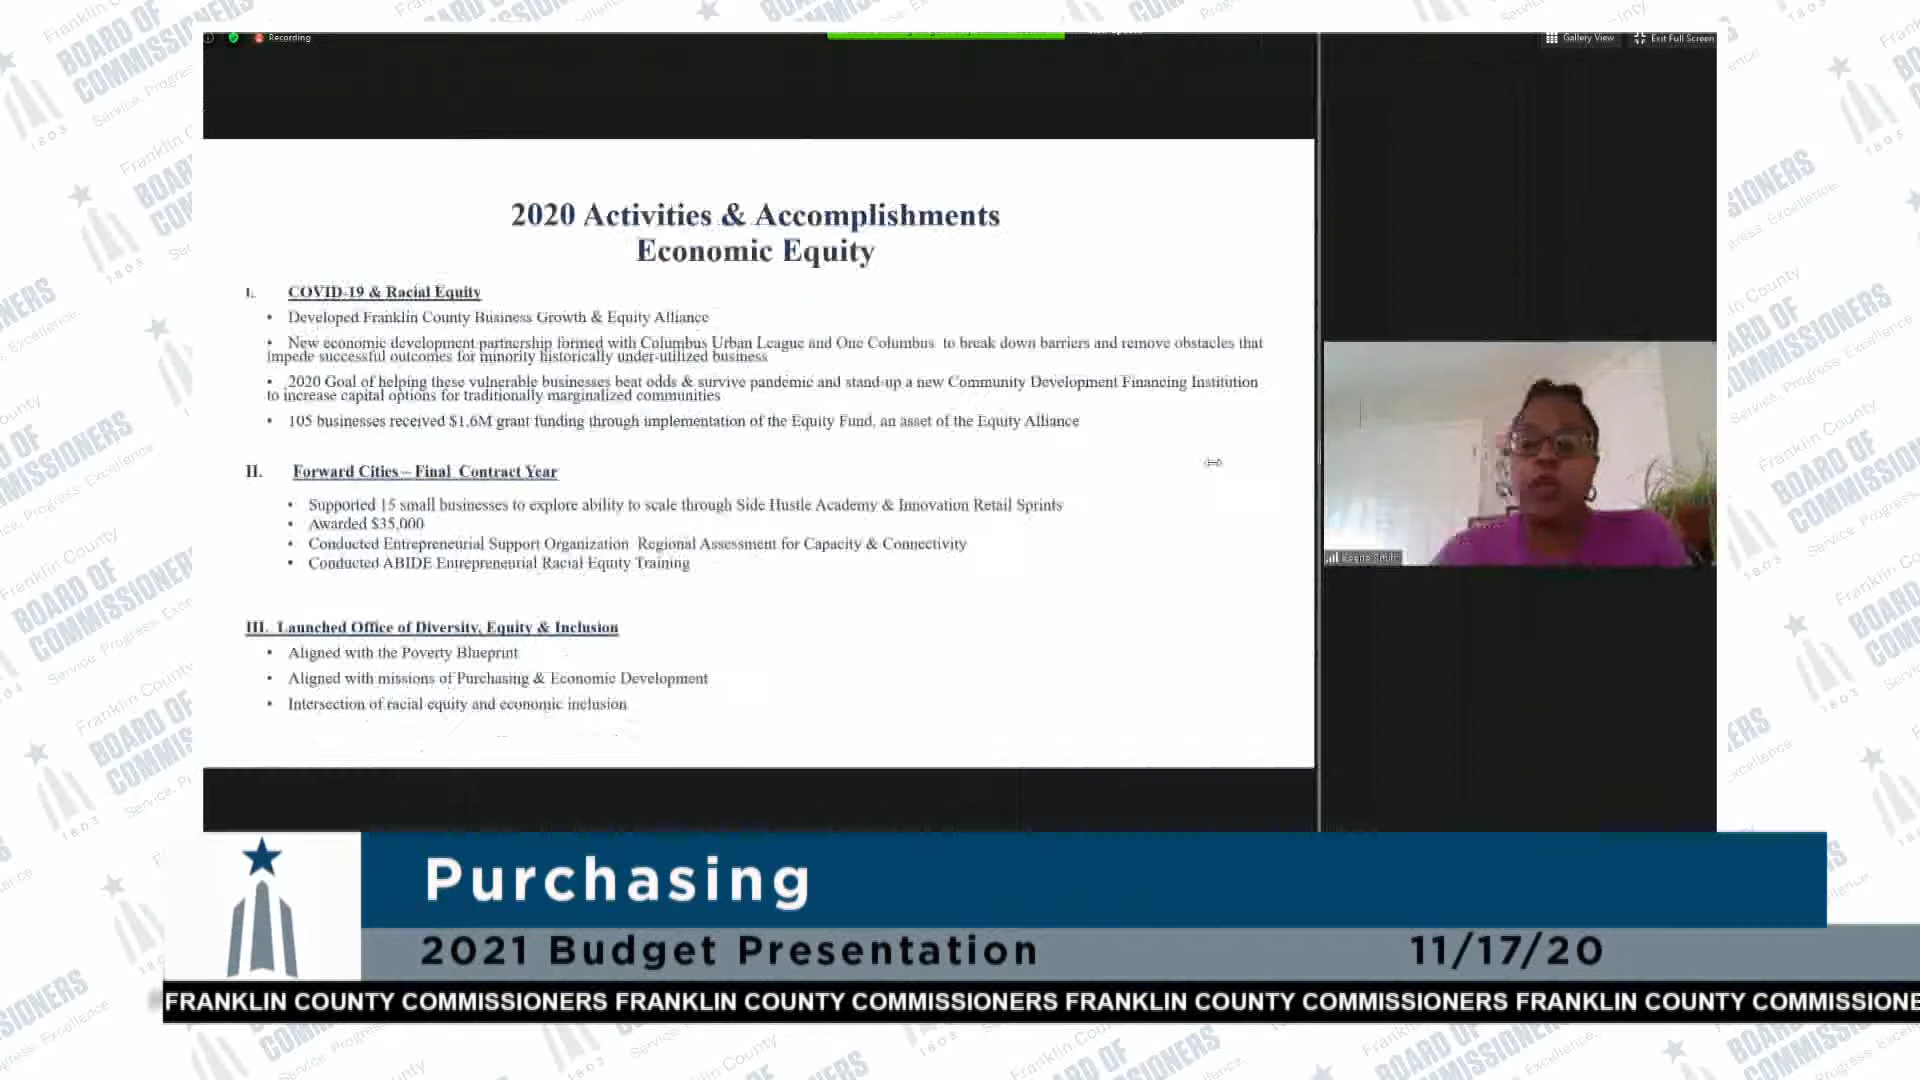 Recording
Gallery View
Exit Full Screen
2020 Activities & Accomplishments
Economic Equity
I. COVID-19 & Racial Equity
• Developed Franklin County Business Growth & Equity Alliance
• New economic development partnership formed with Columbus Urban League and One Columbus to break down barriers and remove obstacles that
impede successful outcomes for minority historically under-utilized business
• 2020 Goal of helping these vulnerable businesses beat odds & survive pandemic and stand-up a new Community Development Financing Institution
to increase capital options for traditionally marginalized communities
• 105 businesses received $1.6M grant funding through implementation of the Equity Fund, an asset of the Equity Alliance
II. Forward Cities – Final Contract Year
• Supported 15 small businesses to explore ability to scale through Side Hustle Academy & Innovation Retail Sprints
• Awarded $35,000
• Conducted Entrepreneurial Support Organization Regional Assessment for Capacity & Connectivity
• Conducted ABIDE Entrepreneurial Racial Equity Training
III. Launched Office of Diversity, Equity & Inclusion
• Aligned with the Poverty Blueprint
• Aligned with missions of Purchasing & Economic Development
• Intersection of racial equity and economic inclusion
Purchasing
2021 Budget Presentation
11/17/20
FRANKLIN COUNTY COMMISSIONERS FRANKLIN COUNTY COMMISSIONERS FRANKLIN COUNTY COMMISSIONERS FRANKLIN COUNTY COMMISSIONE
Franklin County
BOARD OF
COMMISSIONERS
Service. Progress. Excellence.
1803